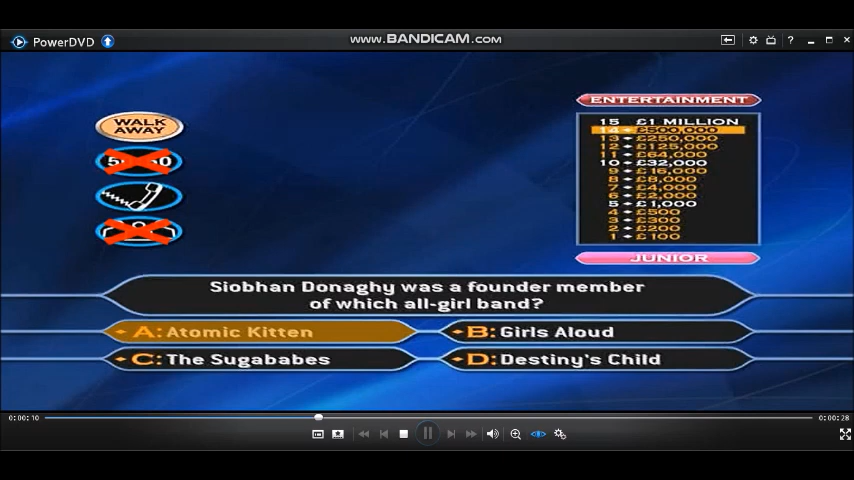 www.BANDICAM.com
PowerDVD
?
WALK AWAY
ENTERTAINMENT
15 £1 MILLION
14 £500,000
13 £250,000
12 £125,000
11 £64,000
10 £32,000
9 £16,000
8 £8,000
7 £4,000
6 £2,000
5 £1,000
4 £500
3 £300
2 £200
1 £100
JUNIOR
Siobhan Donaghy was a founder member
of which all-girl band?
A: Atomic Kitten
B: Girls Aloud
C: The Sugababes
D: Destiny's Child
0:00:10
0:00:28